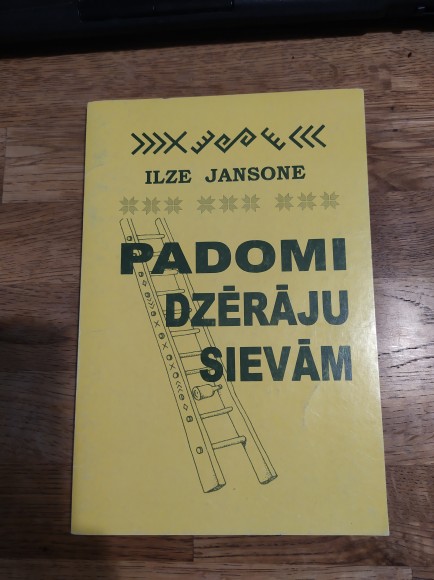 ILZE JANSONE
PADOMI
DZĒRĀJU
SIEVĀM